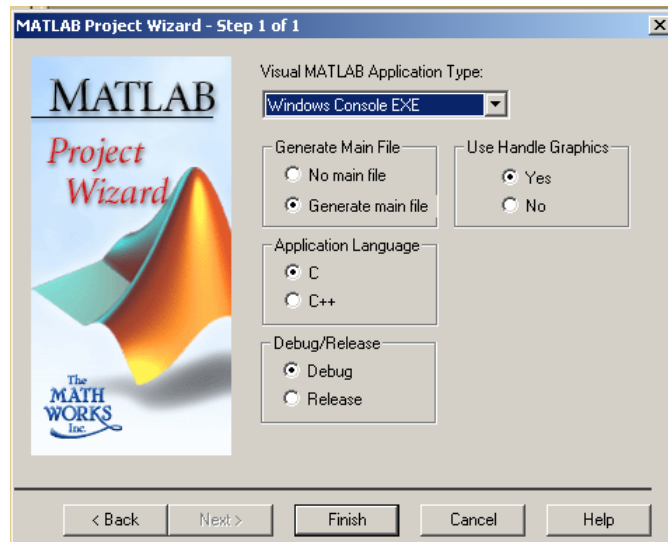 MATLAB Project Wizard - Step 1 of 1
MATLAB
Project
Wizard
The
MATH
WORKS
Inc.
Visual MATLAB Application Type:
Windows Console EXE
Generate Main File
No main file
Generate main file
Use Handle Graphics
Yes
No
Application Language
C
C++
Debug/Release
Debug
Release
< Back
Next >
Finish
Cancel
Help